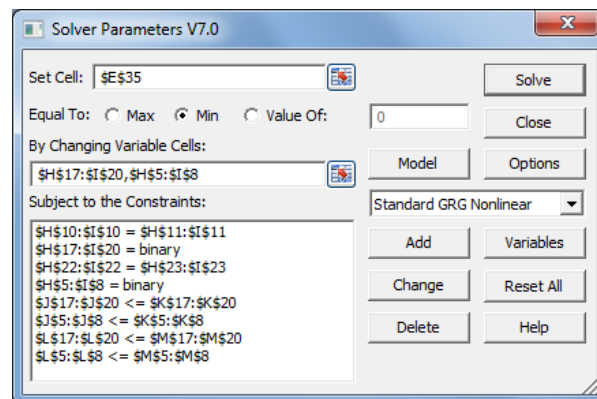 Solver Parameters V7.0
Set Cell: $E$35
Solve
Equal To: Max Min Value Of: 0
Close
By Changing Variable Cells:
$H$17:$I$20,$H$5:$I$8
Model
Options
Subject to the Constraints:
Standard GRG Nonlinear
$H$10:$I$10 = $H$11:$I$11
$H$17:$I$20 = binary
$H$22:$I$22 = $H$23:$I$23
$H$5:$I$8 = binary
$J$17:$J$20 <= $K$17:$K$20
$J$5:$J$8 <= $K$5:$K$8
$L$17:$L$20 <= $M$17:$M$20
$L$5:$L$8 <= $M$5:$M$8
Add
Variables
Change
Reset All
Delete
Help